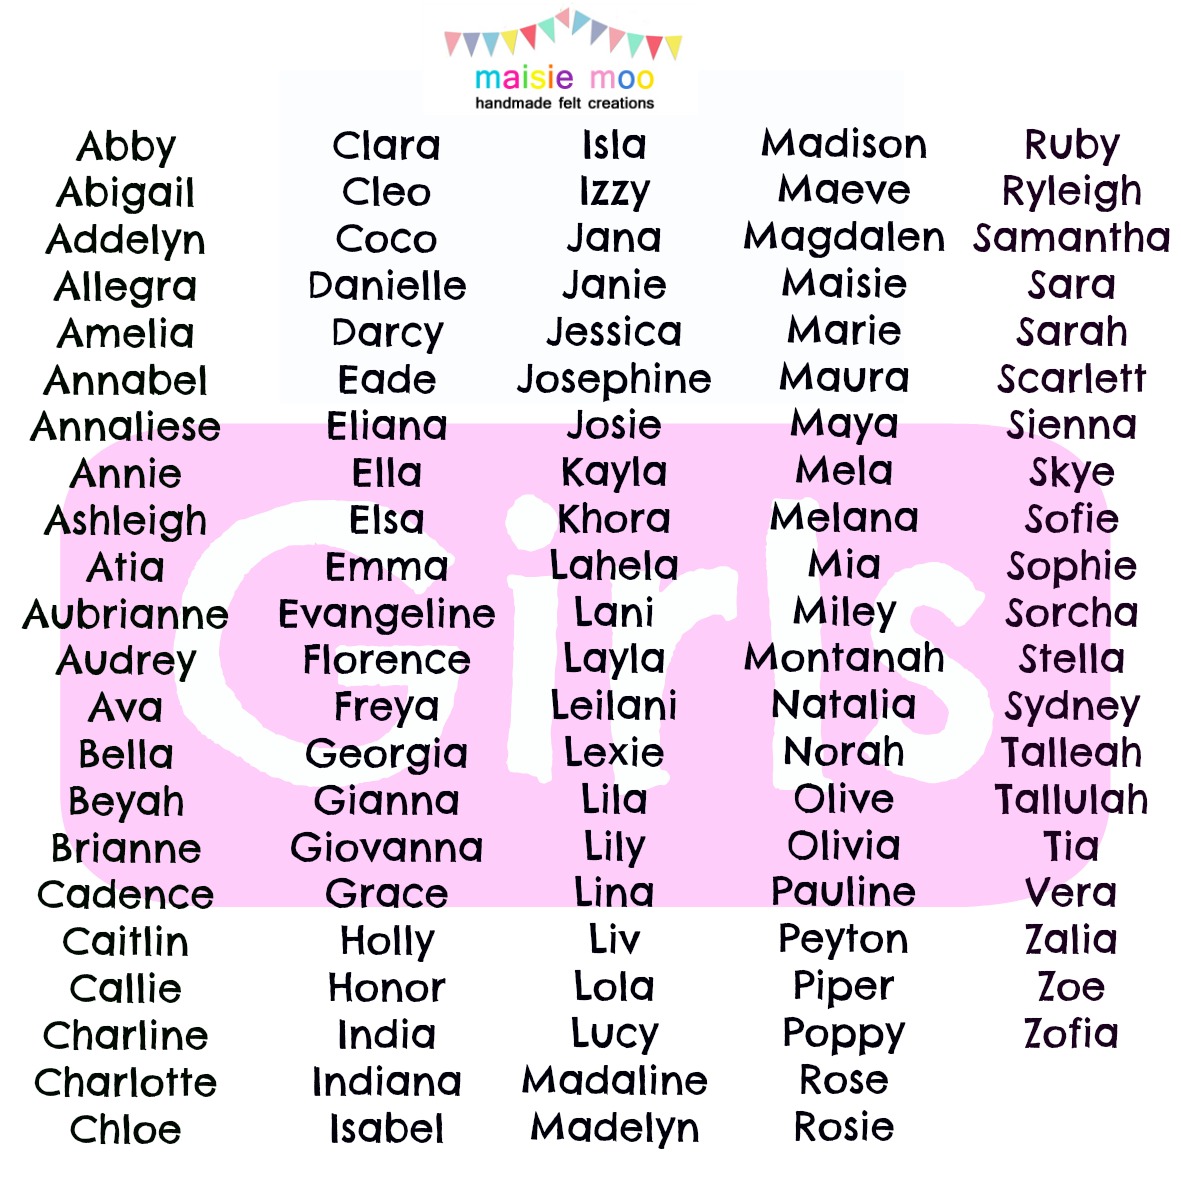 maisie moo
handmade felt creations
Girls
Abby
Abigail
Addelyn
Allegra
Amelia
Annabel
Annaliese
Annie
Ashleigh
Atia
Aubrianne
Audrey
Ava
Bella
Beyah
Brianne
Cadence
Caitlin
Callie
Charline
Charlotte
Chloe
Clara
Cleo
Coco
Danielle
Darcy
Eade
Eliana
Ella
Elsa
Emma
Evangeline
Florence
Freya
Georgia
Gianna
Giovanna
Grace
Holly
Honor
India
Indiana
Isabel
Isla
Izzy
Jana
Janie
Jessica
Josephine
Josie
Kayla
Khora
Lahela
Lani
Layla
Leilani
Lexie
Lila
Lily
Lina
Liv
Lola
Lucy
Madaline
Madelyn
Madison
Maeve
Magdalen
Maisie
Marie
Maura
Maya
Mela
Melana
Mia
Miley
Montanah
Natalia
Norah
Olive
Olivia
Pauline
Peyton
Piper
Poppy
Rose
Rosie
Ruby
Ryleigh
Samantha
Sara
Sarah
Scarlett
Sienna
Skye
Sofie
Sophie
Sorcha
Stella
Sydney
Talleah
Tallulah
Tia
Vera
Zalia
Zoe
Zofia